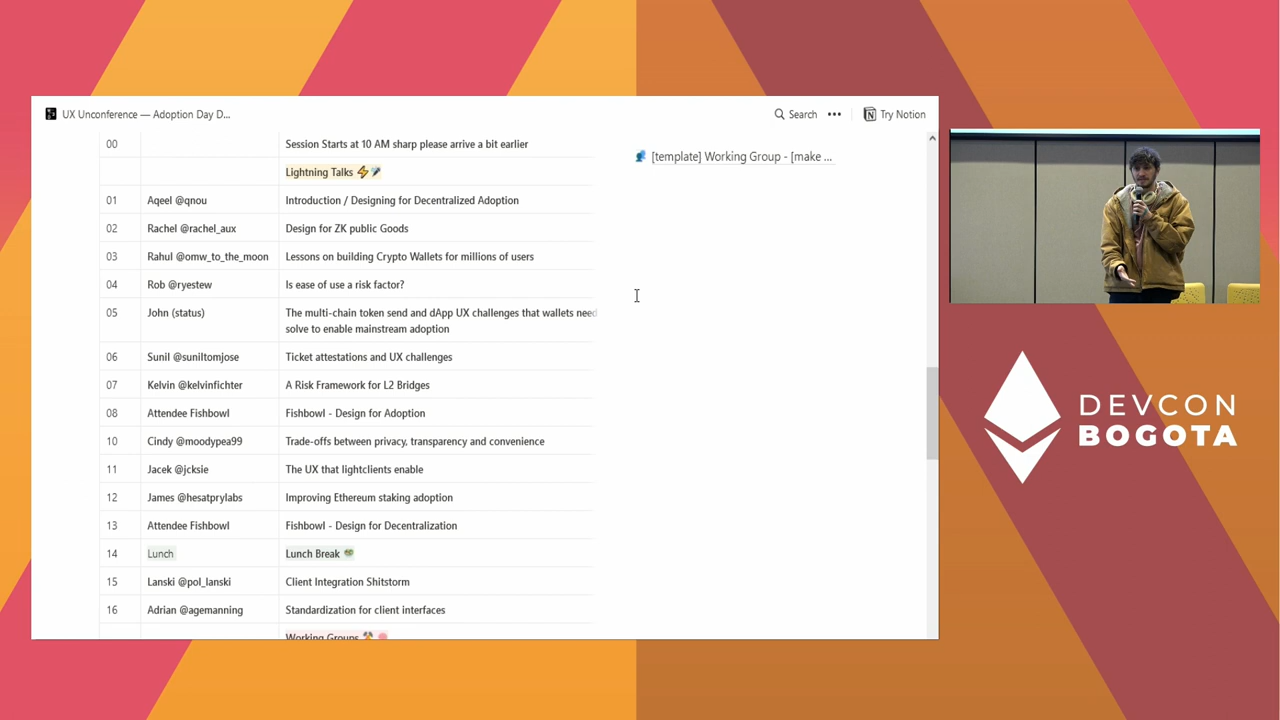 UX Unconference — Adoption Day D...
Search
Try Notion
00 Session Starts at 10 AM sharp please arrive a bit earlier
[template] Working Group - [make ...
Lightning Talks ⚡🎤
01 Aqeel @qnou Introduction / Designing for Decentralized Adoption
02 Rachel @rachel_aux Design for ZK public Goods
03 Rahul @omw_to_the_moon Lessons on building Crypto Wallets for millions of users
04 Rob @ryestew Is ease of use a risk factor?
05 John (status) The multi-chain token send and dApp UX challenges that wallets need
solve to enable mainstream adoption
06 Sunil @suniltomjose Ticket attestations and UX challenges
07 Kelvin @kelvinfichter A Risk Framework for L2 Bridges
08 Attendee Fishbowl Fishbowl - Design for Adoption
10 Cindy @moodypea99 Trade-offs between privacy, transparency and convenience
11 Jacek @jcksie The UX that lightclients enable
12 James @hesatprylabs Improving Ethereum staking adoption
13 Attendee Fishbowl Fishbowl - Design for Decentralization
14 Lunch Lunch Break 🥗
15 Lanski @pol_lanski Client Integration Shitstorm
16 Adrian @agemanning Standardization for client interfaces
Working Groups
DEVCON
BOGOTA